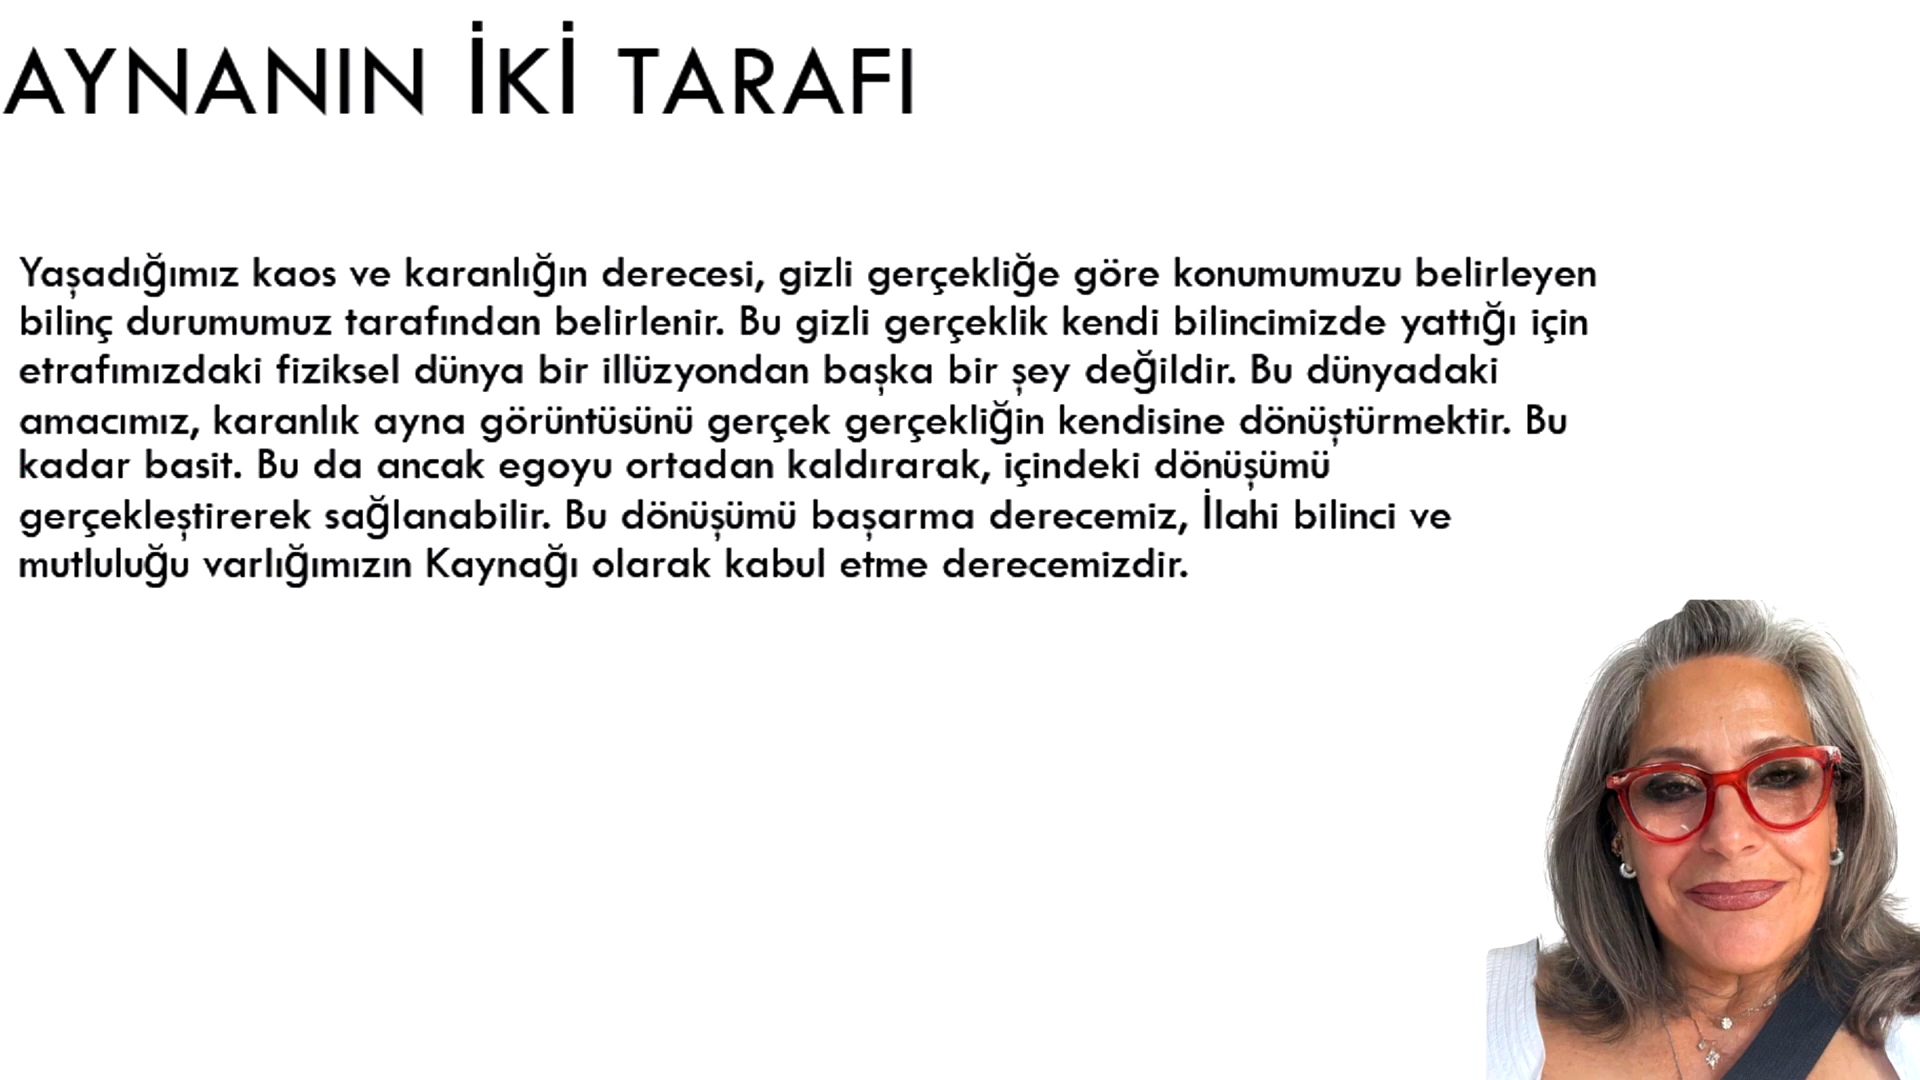 AYNANIN İKİ TARAFI
Yaşadığımız kaos ve karanlığın derecesi, gizli gerçekliğe göre konumumuzu belirleyen
bilinç durumumuz tarafından belirlenir. Bu gizli gerçeklik kendi bilincimizde yattığı için
etrafımızdaki fiziksel dünya bir illüzyondan başka bir şey değildir. Bu dünyadaki
amacımız, karanlık ayna görüntüsünü gerçek gerçekliğin kendisine dönüştürmektir. Bu
kadar basit. Bu da ancak egoyu ortadan kaldırarak, içindeki dönüşümü
gerçekleştirerek sağlanabilir. Bu dönüşümü başarma derecemiz, İlahi bilinci ve
mutluluğu varlığımızın Kaynağı olarak kabul etme derecemizdir.